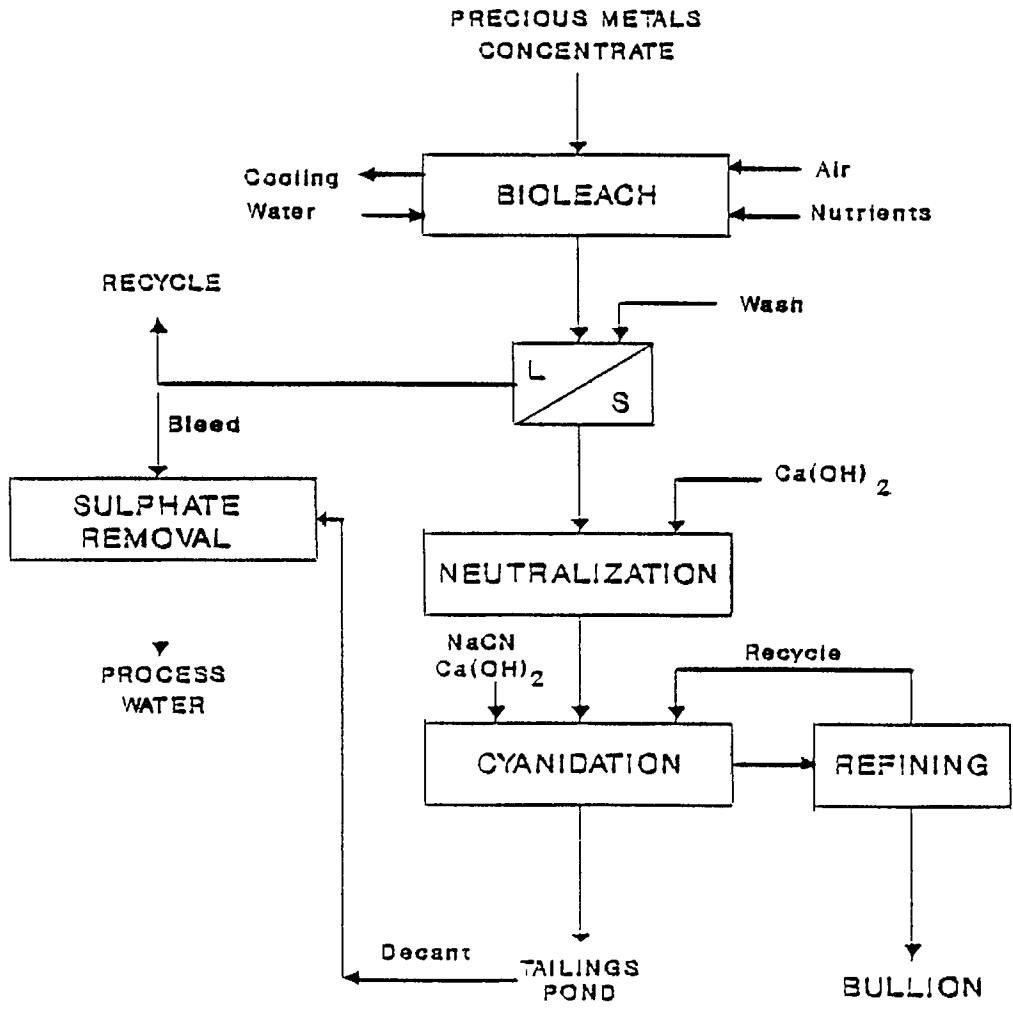 PRECIOUS METALS
CONCENTRATE
Cooling
Water
BIOLEACH
Air
Nutrients
RECYCLE
Wash
L
S
Bleed
Ca(OH) 2
SULPHATE
REMOVAL
NEUTRALIZATION
NaCN
Ca(OH)2
Recycle
PROCESS
WATER
CYANIDATION
REFINING
Decant
TAILINGS
POND
BULLION